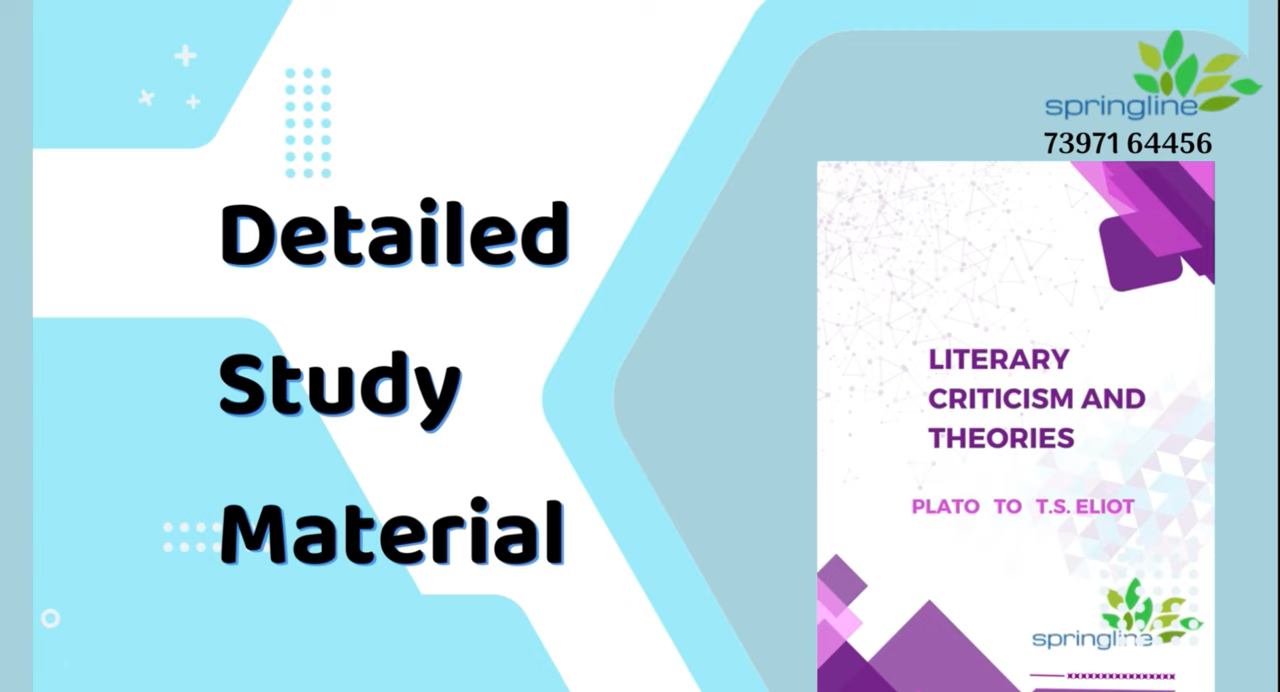 Detailed
Study
Material
springline
73971 64456
LITERARY
CRITICISM AND
THEORIES
PLATO TO T.S. ELIOT
springline